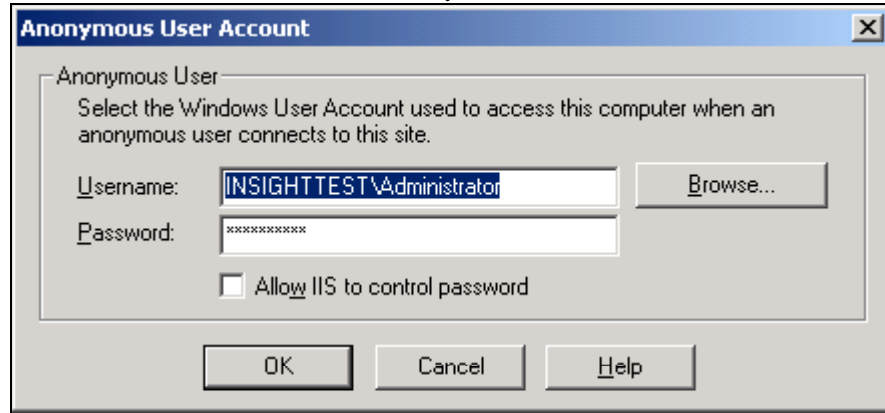 Anonymous User Account
Anonymous User
Select the Windows User Account used to access this computer when an
anonymous user connects to this site.
Username: INSIGHTTEST\Administrator Browse...
Password: **********
Allow IIS to control password
OK Cancel Help